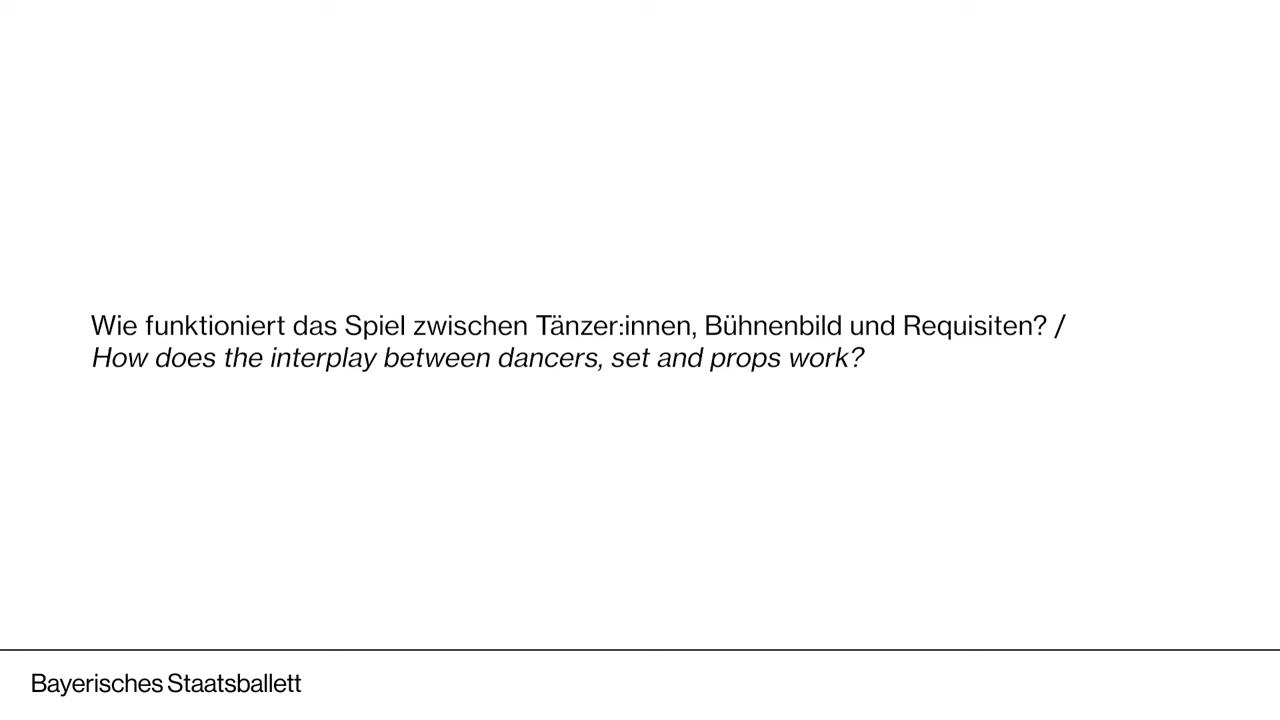 Wie funktioniert das Spiel zwischen Tänzer:innen, Bühnenbild und Requisiten? /
How does the interplay between dancers, set and props work?
Bayerisches Staatsballett